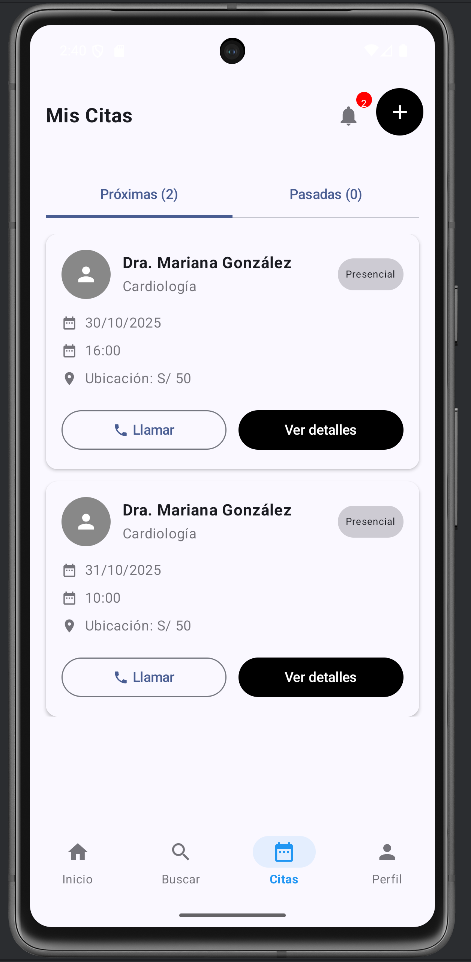 2:40
Mis Citas
2
Próximas (2)
Pasadas (0)
Dra. Mariana González
Cardiología
Presencial
30/10/2025
16:00
Ubicación: S/ 50
Llamar
Ver detalles
Dra. Mariana González
Cardiología
Presencial
31/10/2025
10:00
Ubicación: S/ 50
Llamar
Ver detalles
Inicio
Buscar
Citas
Perfil